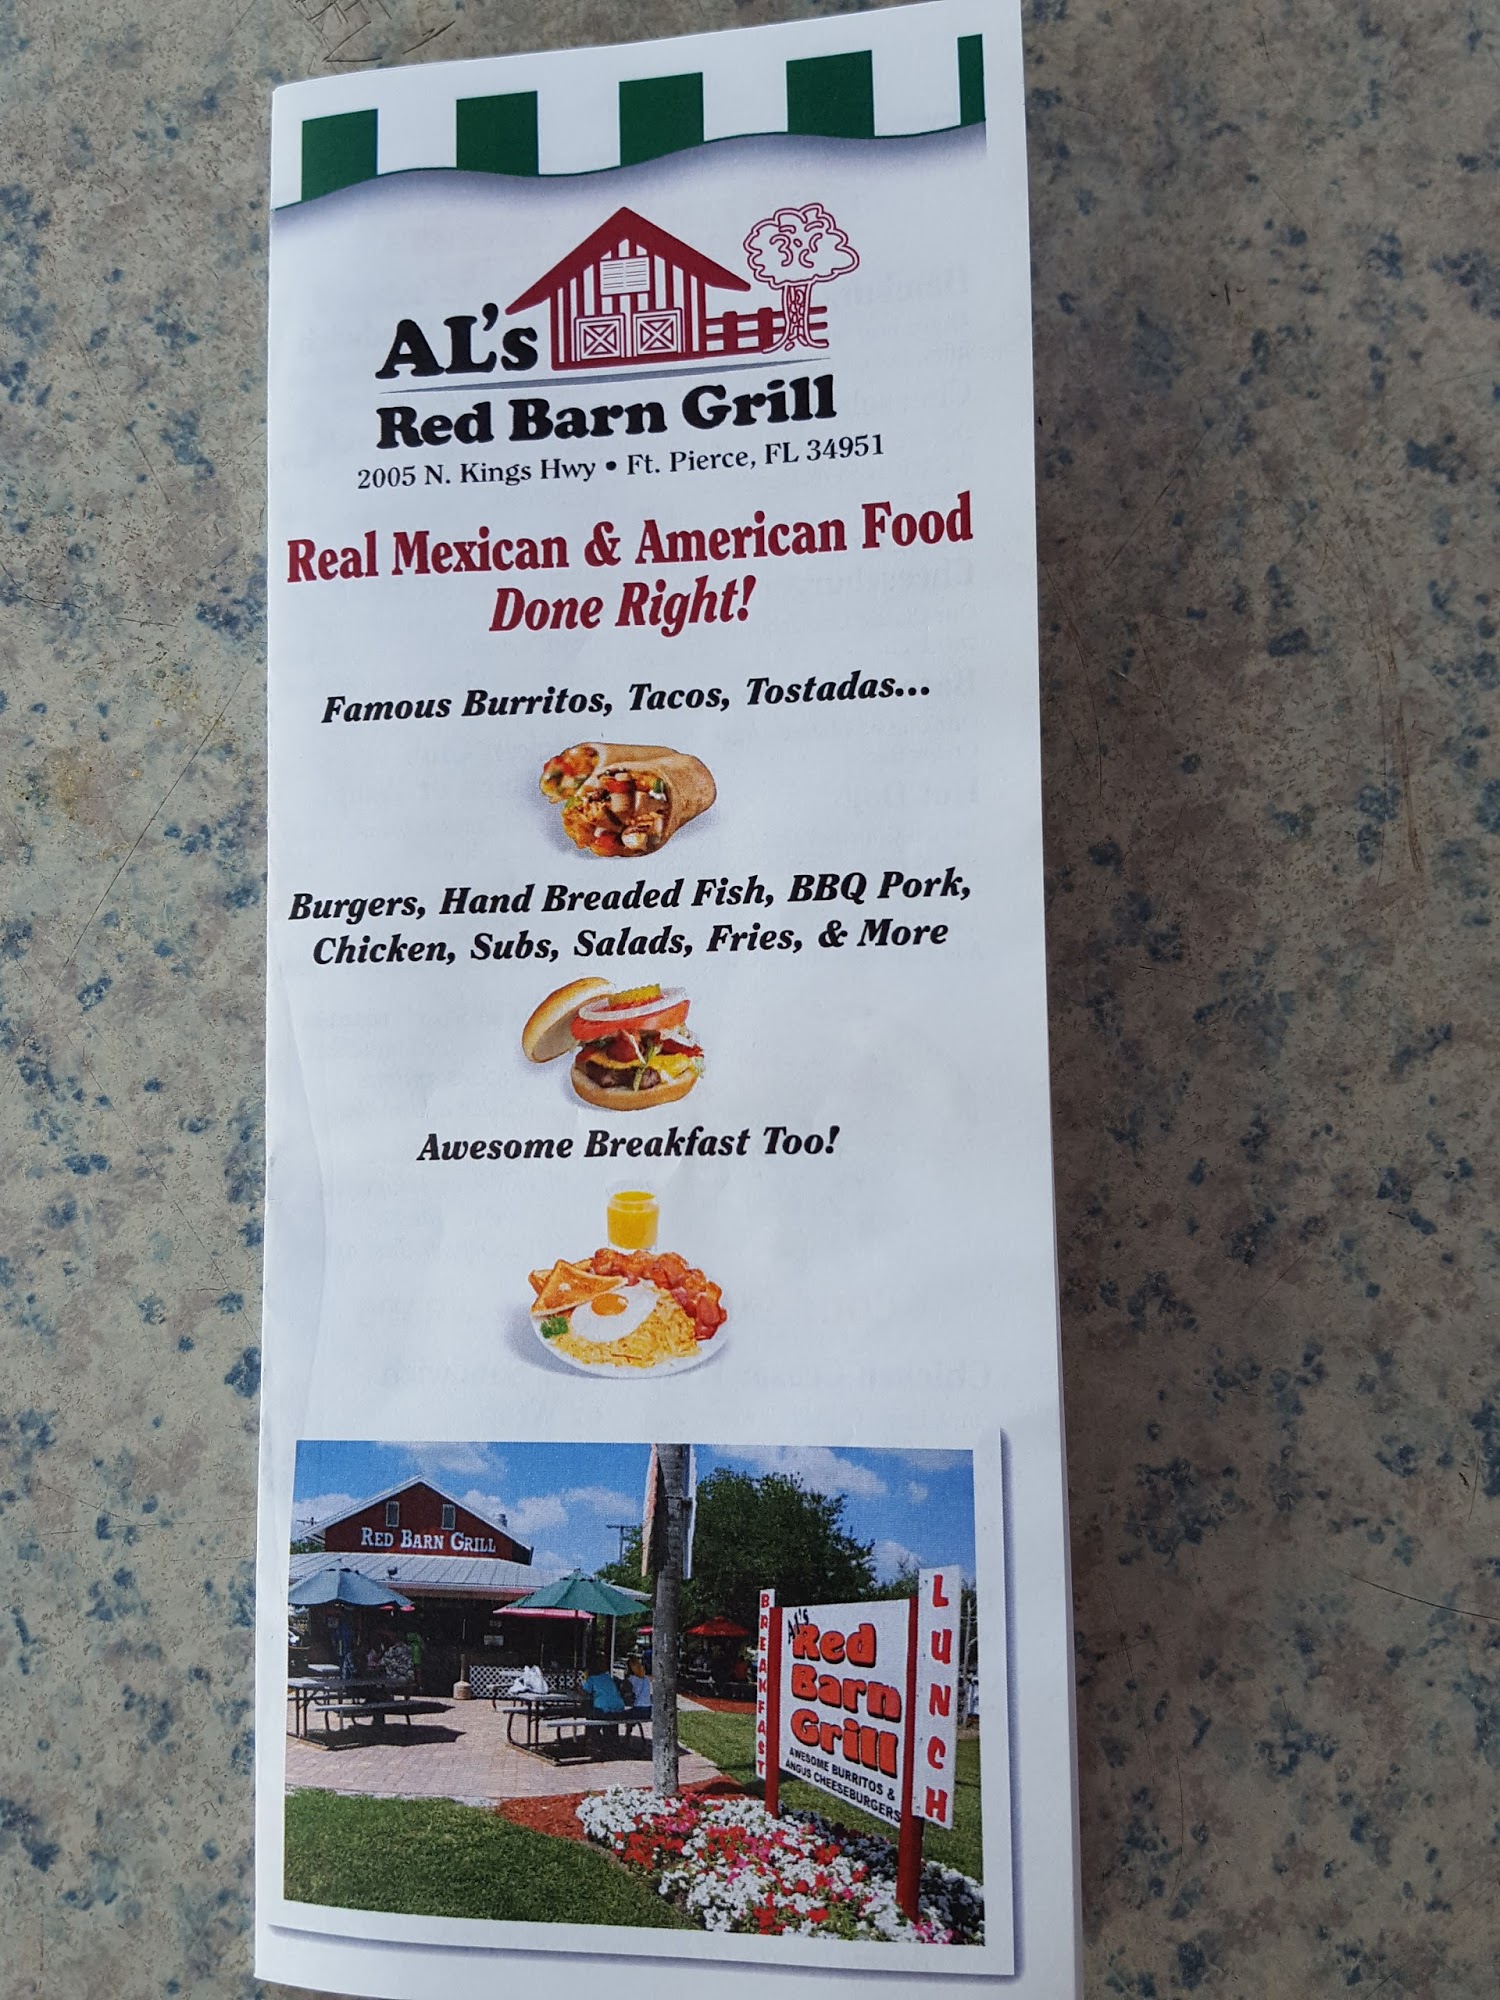 AL's
Red Barn Grill
2005 N. Kings Hwy • Ft. Pierce, FL 34951
Real Mexican & American Food
Done Right!
Famous Burritos, Tacos, Tostadas...
Burgers, Hand Breaded Fish, BBQ Pork,
Chicken, Subs, Salads, Fries, & More
Awesome Breakfast Too!
RED BARN GRILL
BREAKFAST
AL's
Red
Barn
Grill
AWESOME BURRITOS &
ANGUS CHEESEBURGERS
LUNCH